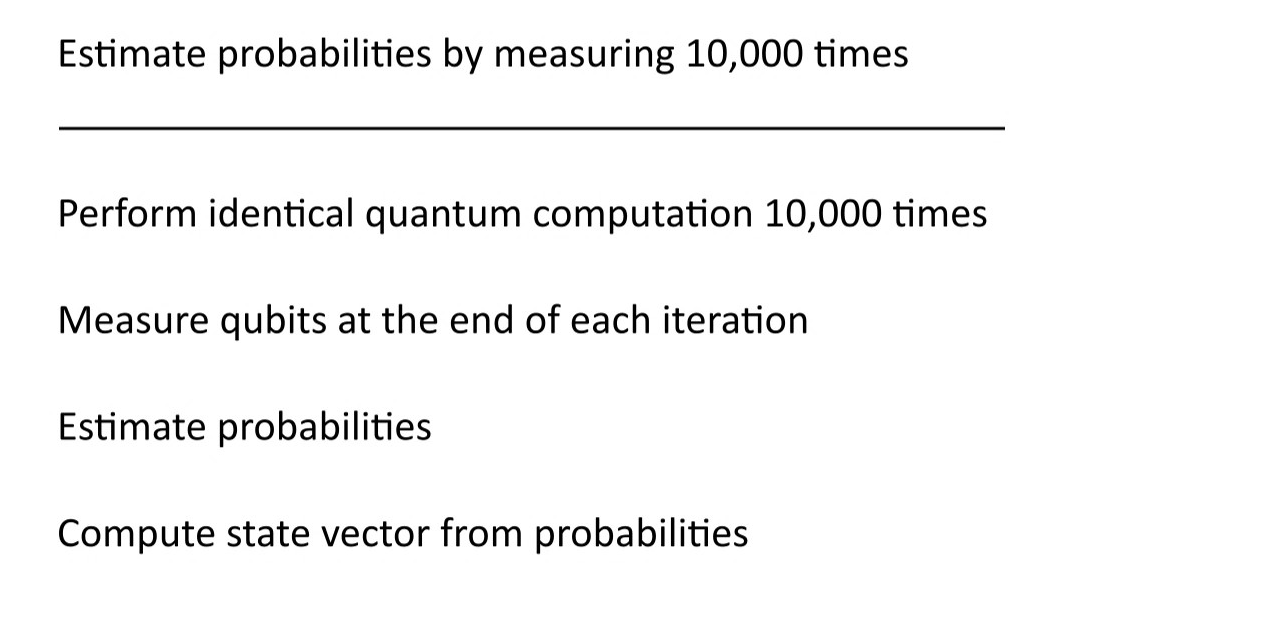 Estimate probabilities by measuring 10,000 times
Perform identical quantum computation 10,000 times
Measure qubits at the end of each iteration
Estimate probabilities
Compute state vector from probabilities